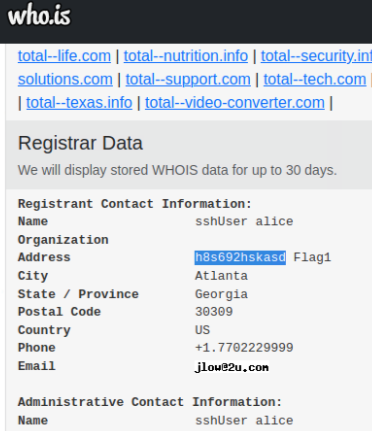 who.is
total--life.com | total--nutrition.info | total--security.inf
solutions.com | total--support.com | total--tech.com |
| total--texas.info | total--video-converter.com |
Registrar Data
We will display stored WHOIS data for up to 30 days.
Registrant Contact Information:
Name sshUser alice
Organization
Address h8s692hskasd Flag1
City Atlanta
State / Province Georgia
Postal Code 30309
Country US
Phone +1.7702229999
Email jlow@2u.com
Administrative Contact Information:
Name sshUser alice